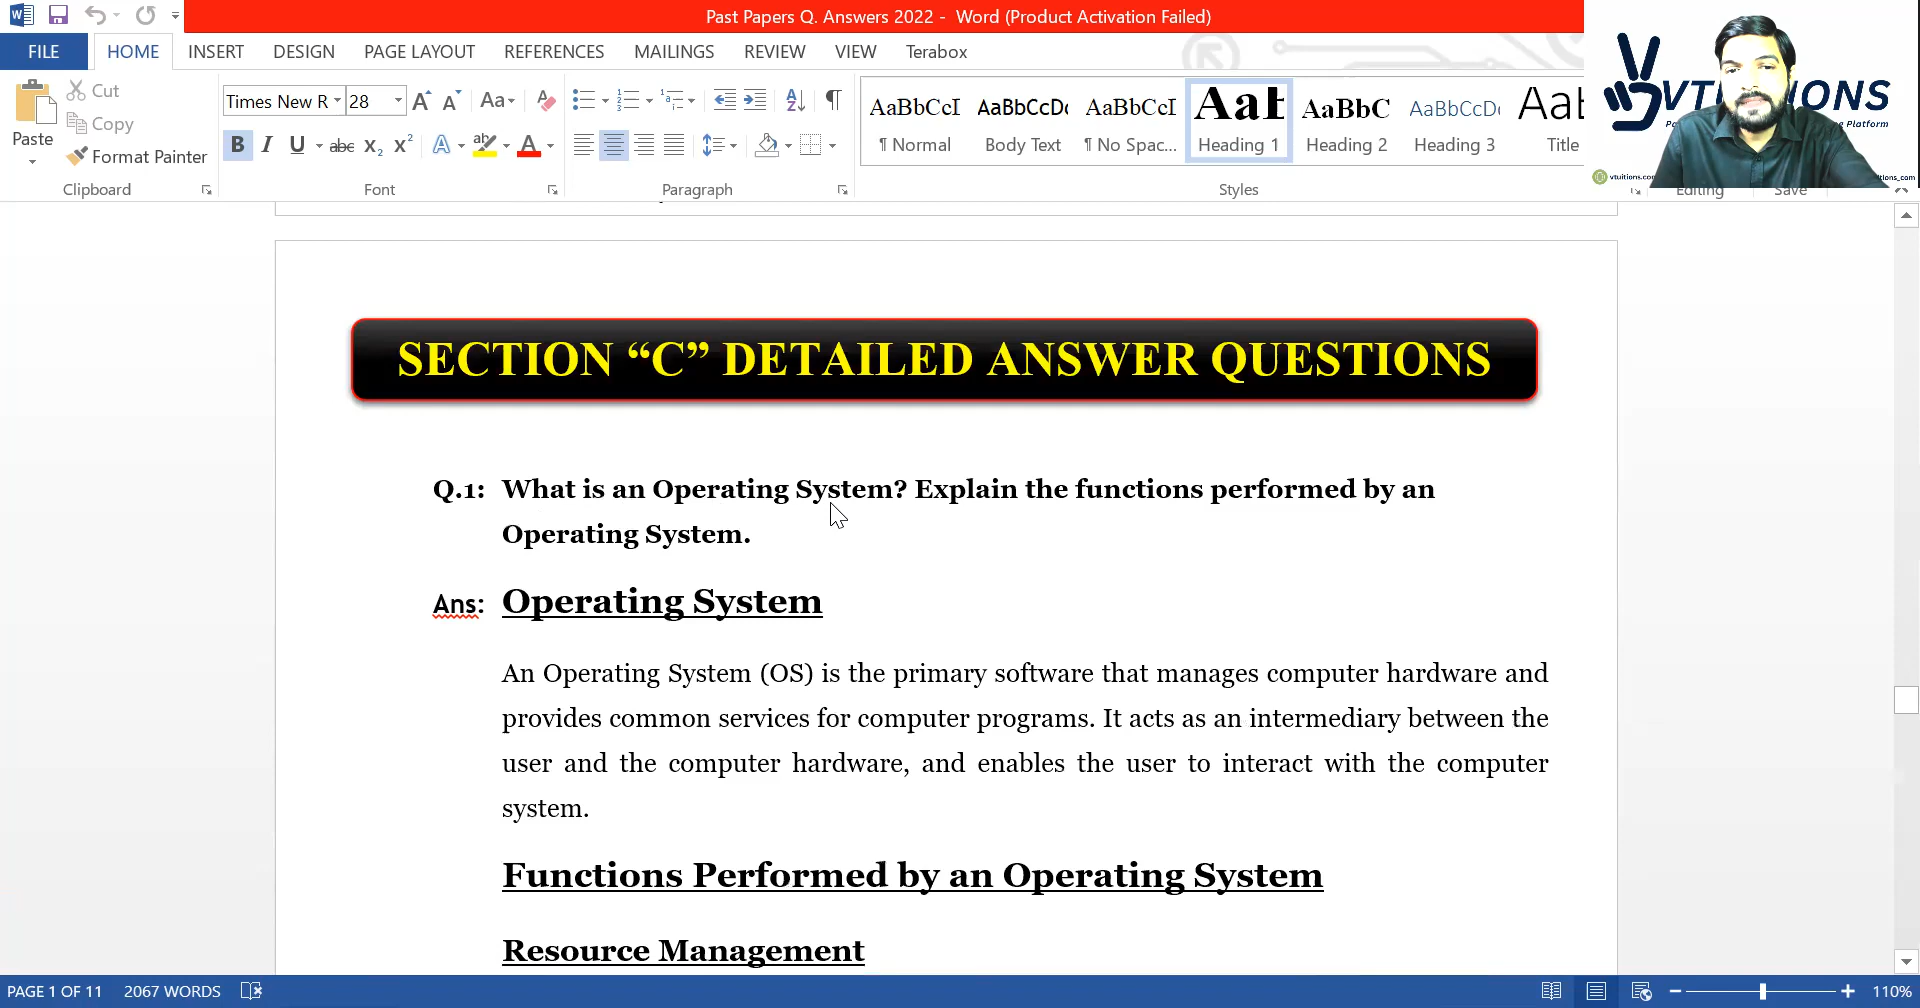 Past Papers Q. Answers 2022 - Word (Product Activation Failed)
FILE HOME INSERT DESIGN PAGE LAYOUT REFERENCES MAILINGS REVIEW VIEW Terabox
Paste
Cut
Copy
Format Painter
Clipboard
Times New R 28
Font
Paragraph
AaBbCcI AaBbCcDc AaBbCcI AaB AaBbC AaBbCcDc Aab
¶ Normal Body Text ¶ No Spac... Heading 1 Heading 2 Heading 3 Title
Styles
Editing Save
Platform
vtuitions.com
SECTION “C” DETAILED ANSWER QUESTIONS
Q.1: What is an Operating System? Explain the functions performed by an
Operating System.
Ans: Operating System
An Operating System (OS) is the primary software that manages computer hardware and
provides common services for computer programs. It acts as an intermediary between the
user and the computer hardware, and enables the user to interact with the computer
system.
Functions Performed by an Operating System
Resource Management
PAGE 1 OF 11 2067 WORDS 110%